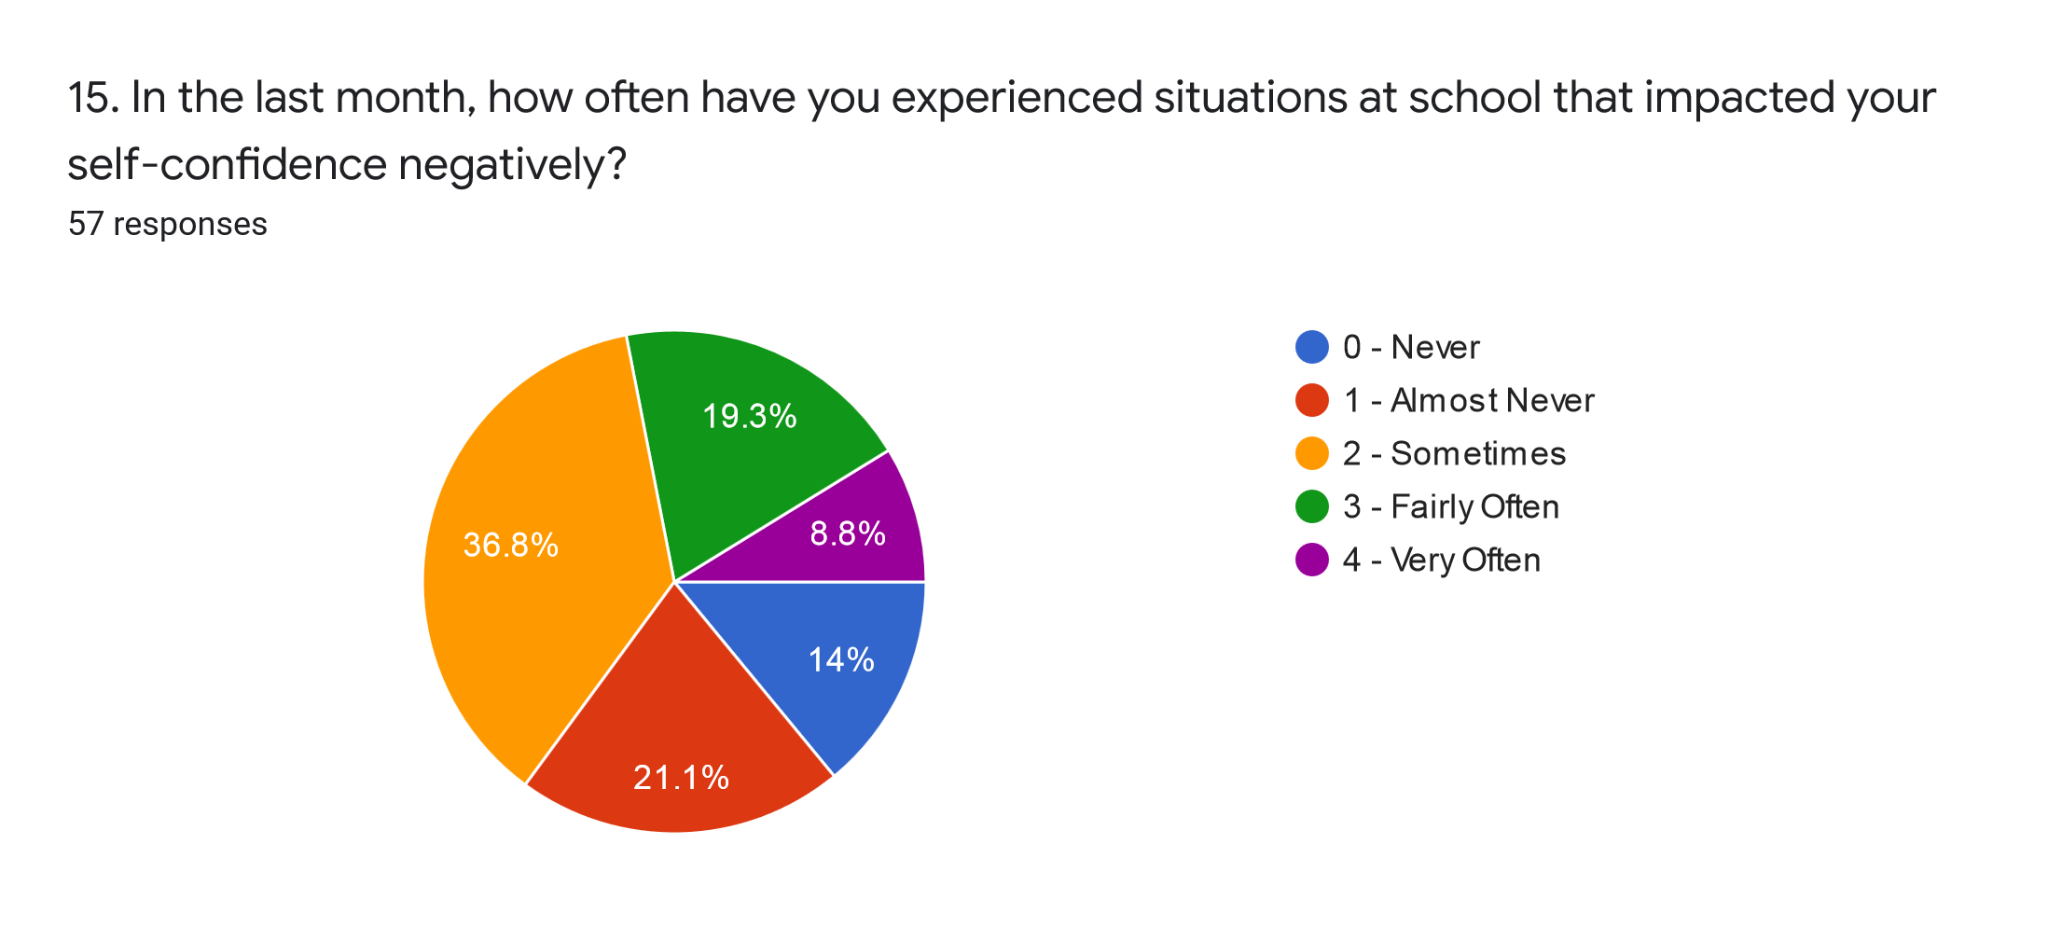 15. In the last month, how often have you experienced situations at school that impacted your
self-confidence negatively?
57 responses
0 - Never
1 - Almost Never
2 - Sometimes
3 - Fairly Often
4 - Very Often
19.3%
8.8%
36.8%
14%
21.1%